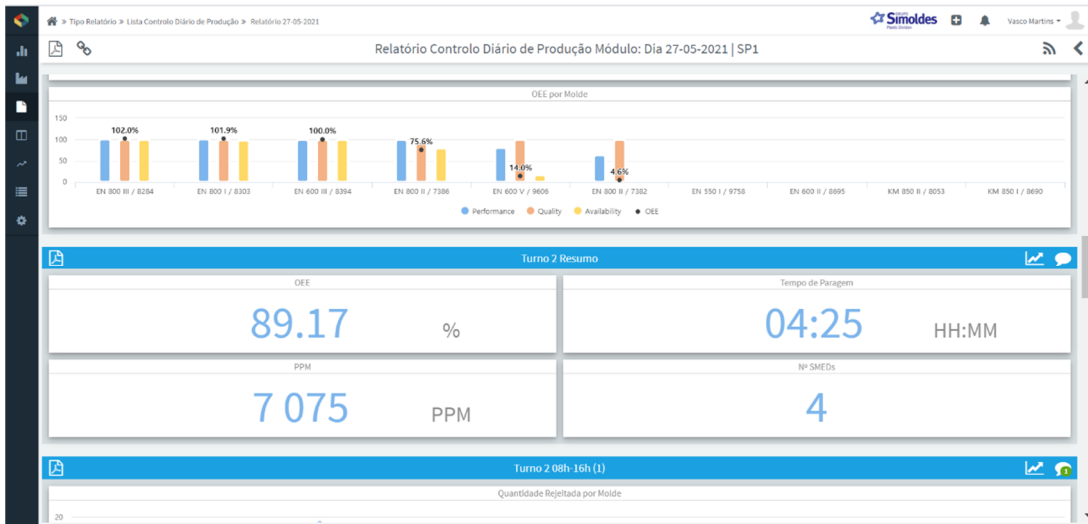 » Tipo Relatório » Lista Controlo Diário de Produção » Relatório 27-05-2021
GRUPO
Simoldes
Plastic Division
Vasco Martins
Relatório Controlo Diário de Produção Módulo: Dia 27-05-2021 | SP1
OEE por Molde
150
100
50
0
102.0%
101.9%
100.0%
75.6%
14.0%
4.6%
EN 800 III / 8284
EN 800 I / 8303
EN 600 III / 8394
EN 800 II / 7386
EN 600 V / 9606
EN 800 II / 7382
EN 550 I / 9758
EN 600 II / 8695
KM 850 II / 8053
KM 850 I / 8690
Performance
Quality
Availability
OEE
Turno 2 Resumo
OEE
Tempo de Paragem
89.17 %
04:25 HH:MM
PPM
Nº SMEDs
7 075 PPM
4
Turno 2 08h-16h (1)
1
Quantidade Rejeitada por Molde
20